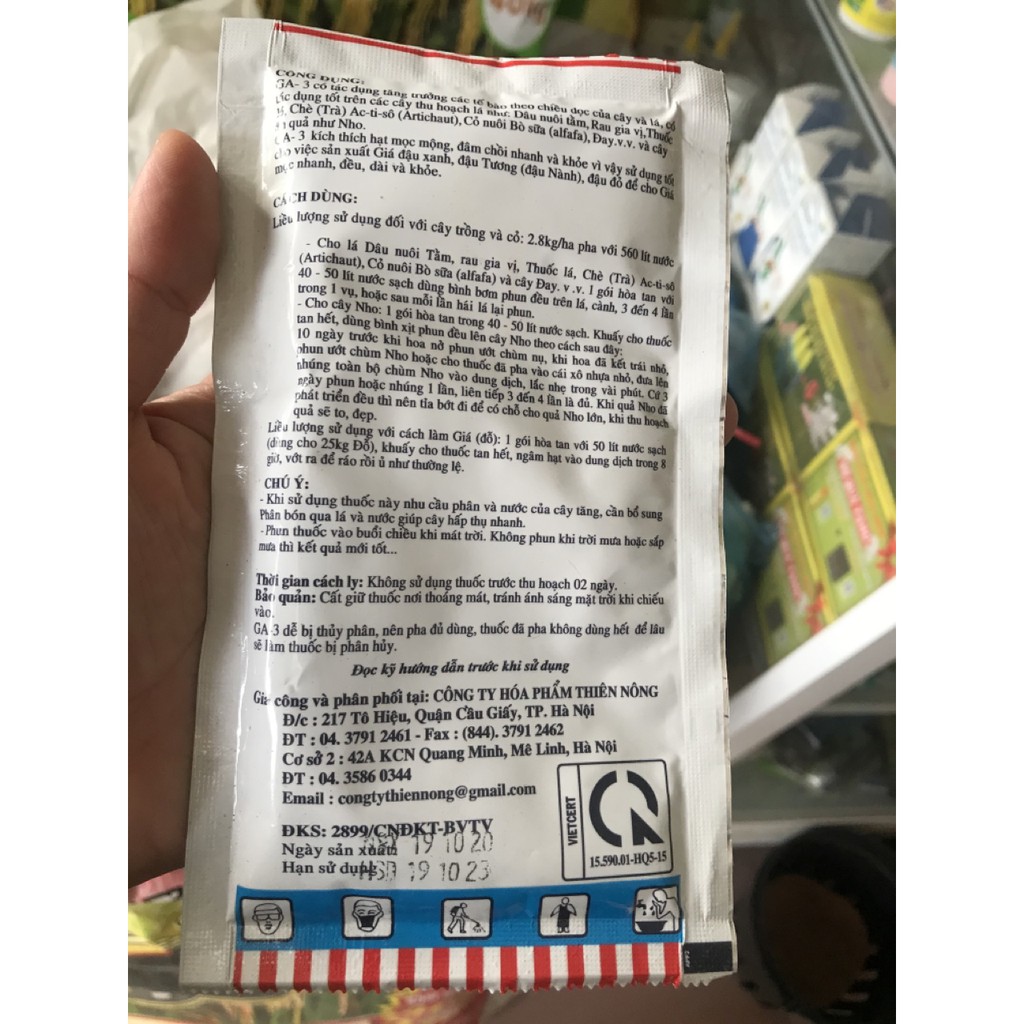 CÔNG DỤNG:
GA- 3 có tác dụng tăng trưởng các tế bào theo chiều dọc của cây và lá, có
tác dụng tốt trên các cây thu hoạch lá như: Dâu nuôi tằm, Rau gia vị, Thuốc
lá, Chè (Trà) Ac-ti-sô (Artichaut), Cỏ nuôi Bò sữa (alfafa), Đay.v.v. và cây
quả như Nho.
GA- 3 kích thích hạt mọc mộng, đâm chồi nhanh và khỏe vì vậy sử dụng tốt
cho việc sản xuất Giá đậu xanh, đậu Tương (đậu Nành), đậu đỏ để cho Giá
mọc nhanh, đều, dài và khỏe.
CÁCH DÙNG:
Liều lượng sử dụng đối với cây trồng và cỏ: 2.8kg/ha pha với 560 lít nước
- Cho lá Dâu nuôi Tằm, rau gia vị, Thuốc lá, Chè (Trà) Ac-ti-sô
(Artichaut), Cỏ nuôi Bò sữa (alfafa) và cây Đay. v .v. 1 gói hòa tan với
40 - 50 lít nước sạch dùng bình bơm phun đều trên lá, cành, 3 đến 4 lần
trong 1 vụ, hoặc sau mỗi lần hái lá lại phun.
- Cho cây Nho: 1 gói hòa tan trong 40 - 50 lít nước sạch. Khuấy cho thuốc
tan hết, dùng bình xịt phun đều lên cây Nho theo cách sau đây:
10 ngày trước khi hoa nở phun ướt chùm nụ, khi hoa đã kết trái nhỏ,
phun ướt chùm Nho hoặc cho thuốc đã pha vào cái xô nhựa nhỏ, đưa lên
nhúng toàn bộ chùm Nho vào dung dịch, lắc nhẹ trong vài phút. Cứ 3
ngày phun hoặc nhúng 1 lần, liên tiếp 3 đến 4 lần là đủ. Khi quả Nho đã
phát triển đều thì nên tỉa bớt đi để có chỗ cho quả Nho lớn, khi thu hoạch
quả sẽ to, đẹp.
Liều lượng sử dụng với cách làm Giá (đỗ): 1 gói hòa tan với 50 lít nước sạch
(dùng cho 25kg Đỗ), khuấy cho thuốc tan hết, ngâm hạt vào dung dịch trong 8
giờ, vớt ra để ráo rồi ủ như thường lệ.
CHÚ Ý:
- Khi sử dụng thuốc này nhu cầu phân và nước của cây tăng, cần bổ sung
Phân bón qua lá và nước giúp cây hấp thụ nhanh.
- Phun thuốc vào buổi chiều khi mát trời. Không phun khi trời mưa hoặc sắp
mưa thì kết quả mới tốt...
Thời gian cách ly: Không sử dụng thuốc trước thu hoạch 02 ngày.
Bảo quản: Cất giữ thuốc nơi thoáng mát, tránh ánh sáng mặt trời khi chiếu
vào.
GA-3 dễ bị thủy phân, nên pha đủ dùng, thuốc đã pha không dùng hết để lâu
sẽ làm thuốc bị phân hủy.
Đọc kỹ hướng dẫn trước khi sử dụng
Gia công và phân phối tại: CÔNG TY HÓA PHẨM THIÊN NÔNG
Đ/c : 217 Tô Hiệu, Quận Cầu Giấy, TP. Hà Nội
ĐT : 04. 3791 2461 - Fax : (844). 3791 2462
Cơ sở 2 : 42A KCN Quang Minh, Mê Linh, Hà Nội
ĐT : 04. 3586 0344
Email : congtythiennong@gmail.com
ĐKS: 2899/CNĐKT-BVTV
Ngày sản xuất: 19 10 20
Hạn sử dụng: HSD 19 10 23
VIETCERT
15.590.01-HQ5-15